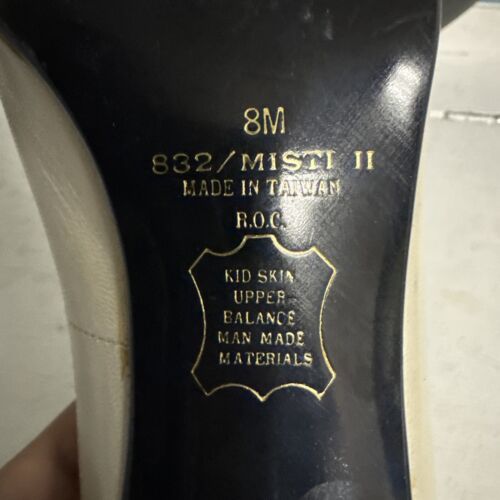 8M
832/MISTI II
MADE IN TAIWAN
R.O.C.
KID SKIN
UPPER
BALANCE
MAN MADE
MATERIALS